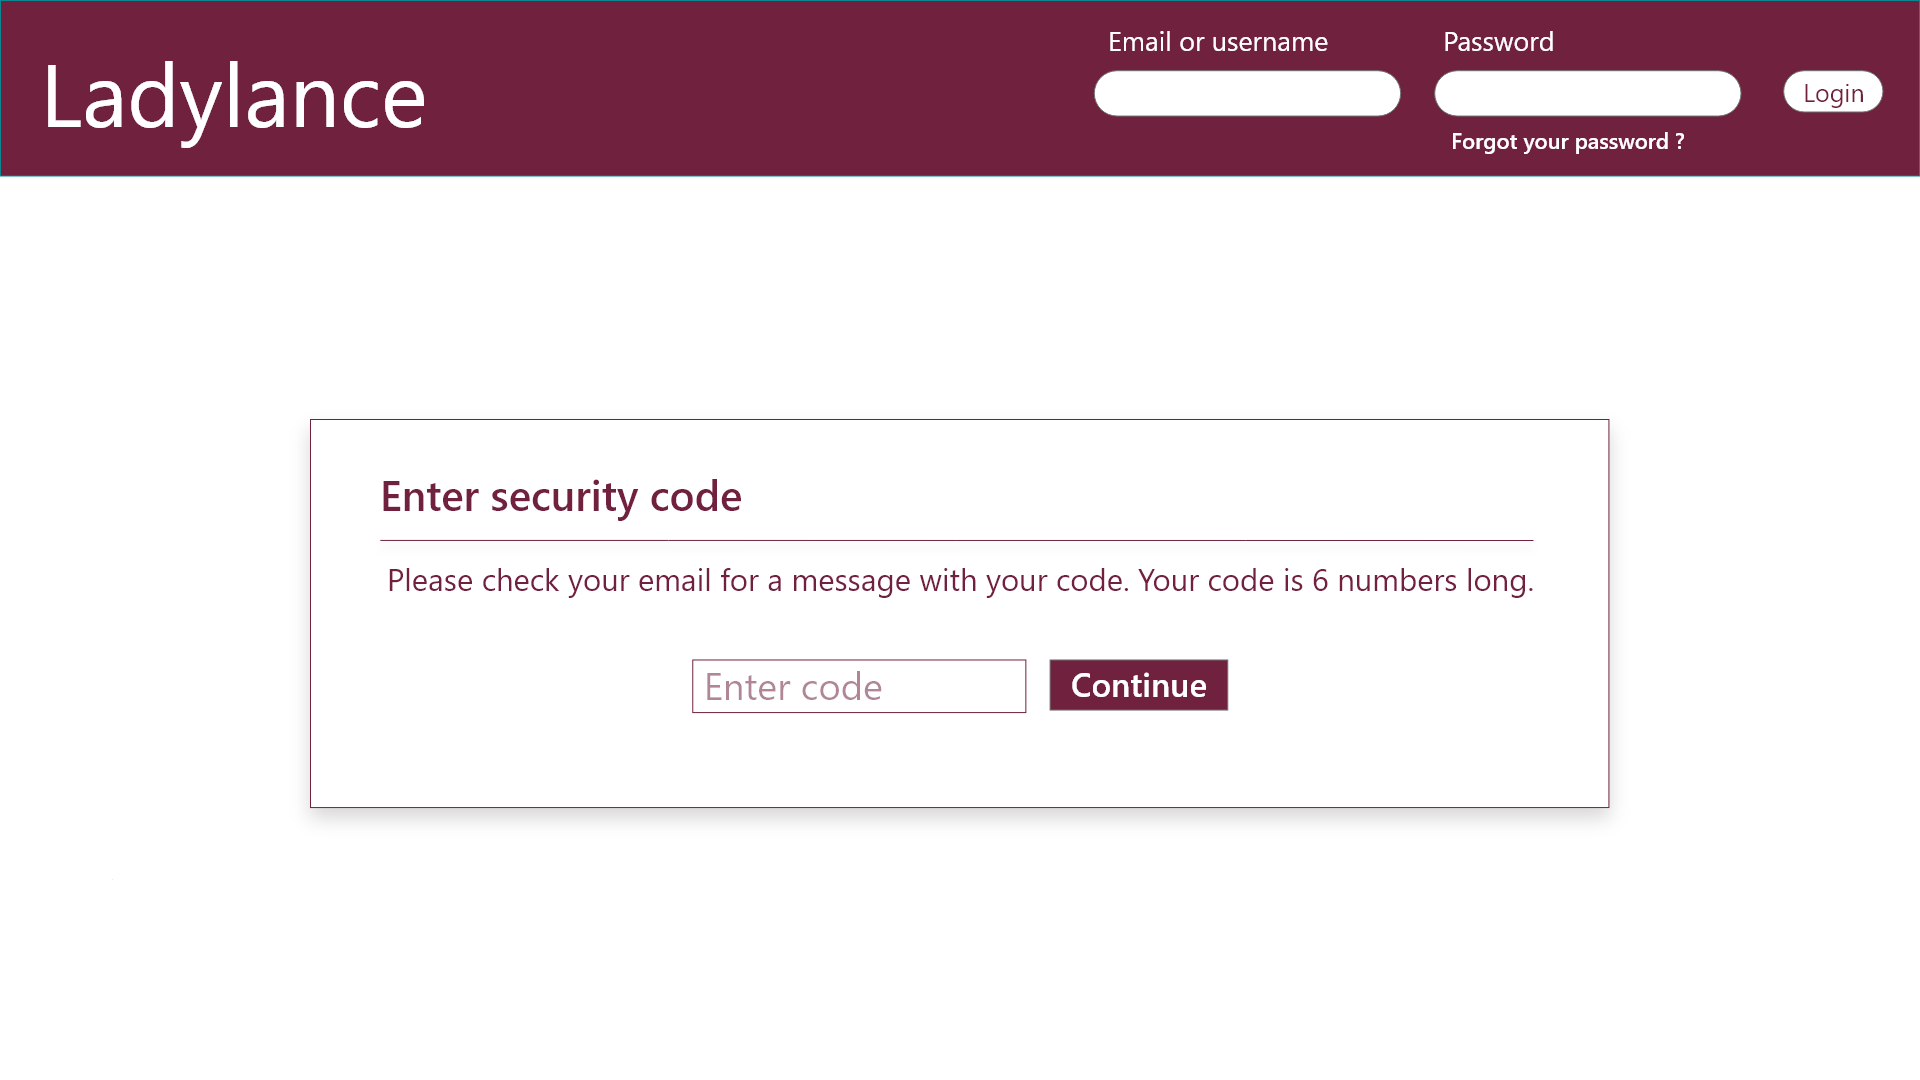 Ladylance
Email or username
Password
Login
Forgot your password ?
Enter security code
Please check your email for a message with your code. Your code is 6 numbers long.
Enter code
Continue